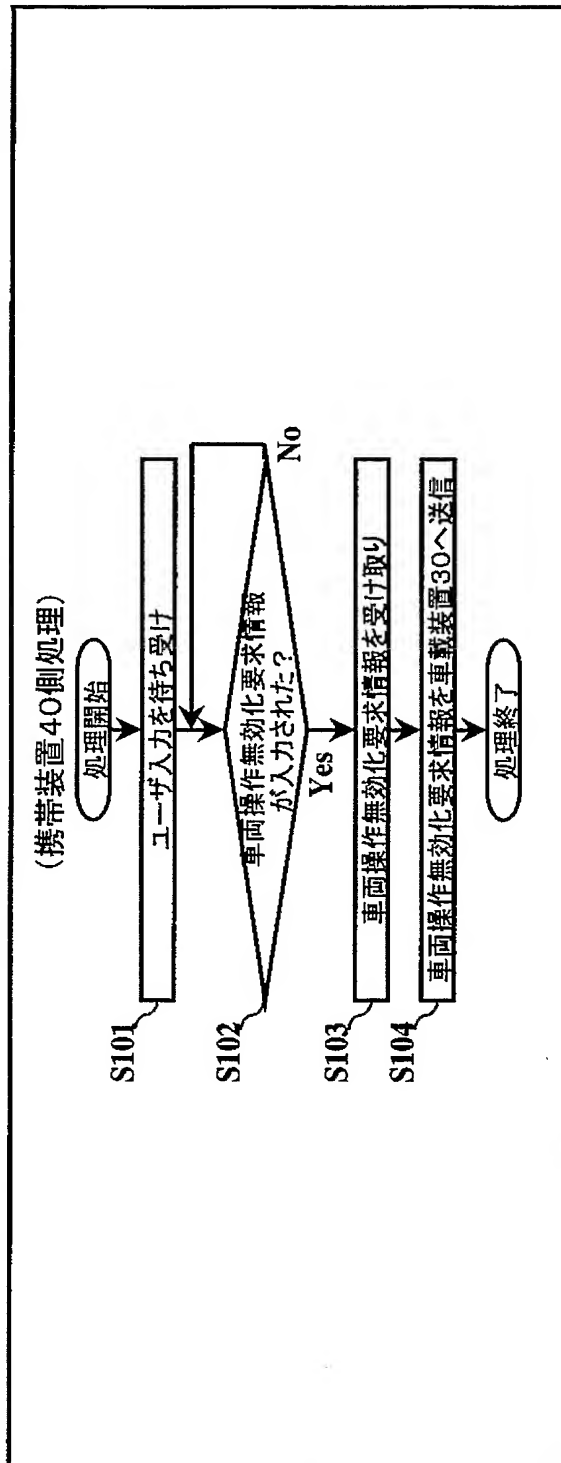 (携帯装置40側処理)
処理開始
S101
ユーザ入力を待ち受け
S102
車両操作無効化要求情報
が入力された?
No
Yes
S103
車両操作無効化要求情報を受け取り
S104
車両操作無効化要求情報を車載装置30へ送信
処理終了